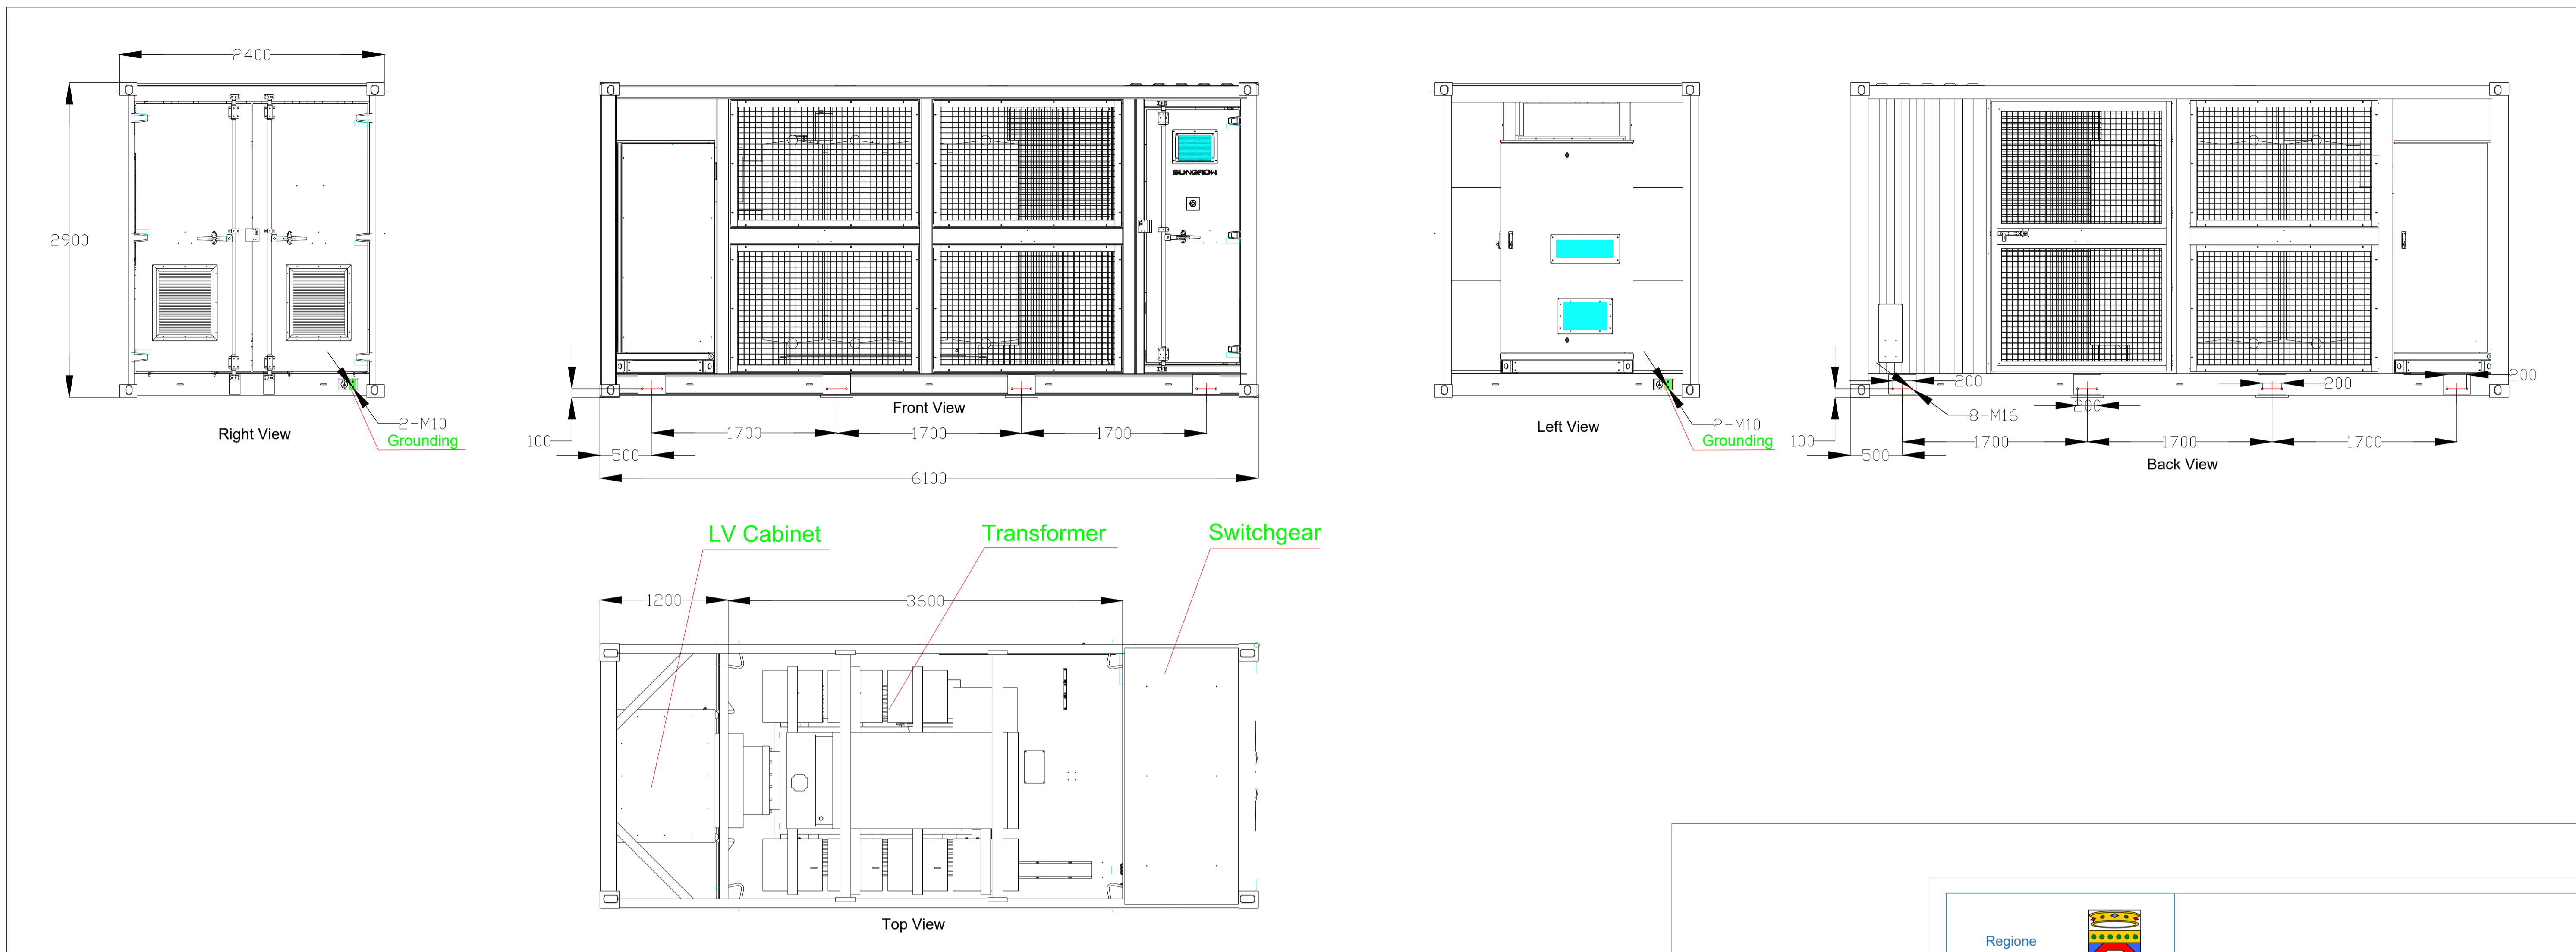 2400
2900
2-M10
Grounding
Right View
SUNGROW
100
500
1700
1700
1700
6100
Front View
2-M10
Grounding
Left View
200
200
200
200
8-M16
100
500
1700
1700
1700
Back View
LV Cabinet
Transformer
Switchgear
1200
3600
Top View
Regione